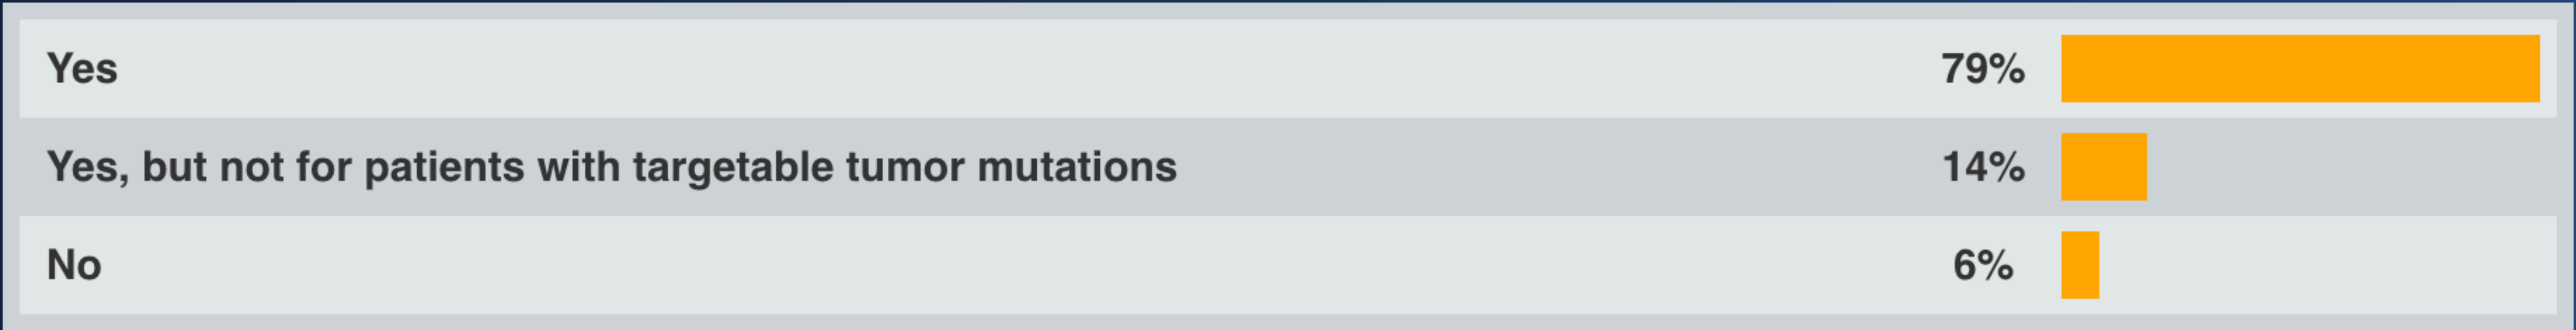 Yes 79%
Yes, but not for patients with targetable tumor mutations 14%
No 6%